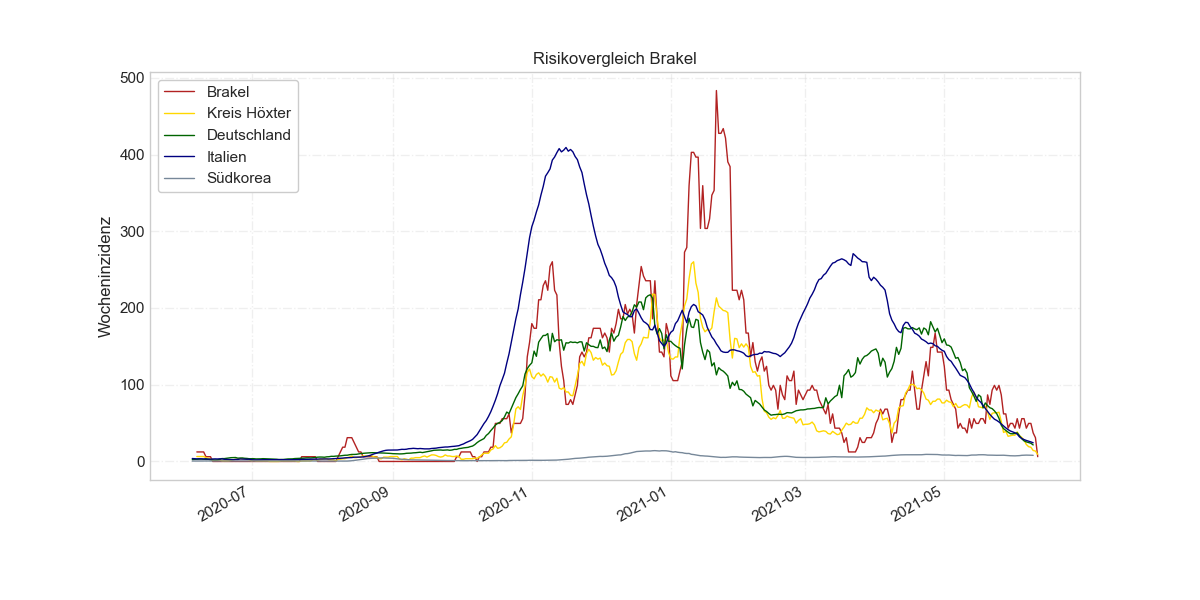 Risikovergleich Brakel
Wocheninzidenz
500
400
300
200
100
0
Brakel
Kreis Höxter
Deutschland
Italien
Südkorea
2020-07
2020-09
2020-11
2021-01
2021-03
2021-05